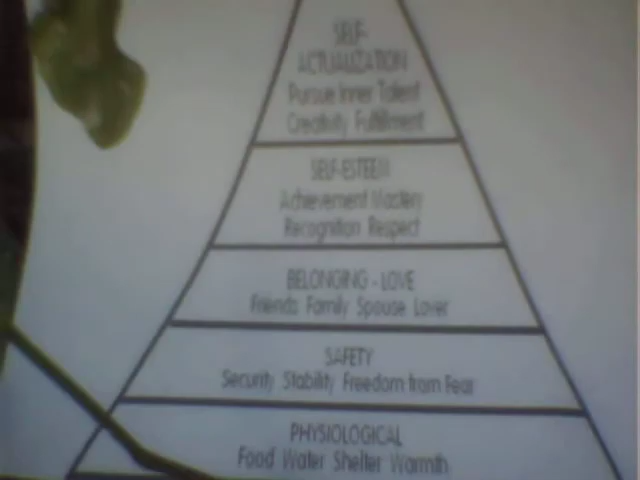 SELF-
ACTUALIZATION
Pursue Inner Talent
Creativity Fulfillment
SELF-ESTEEM
Achievement Mastery
Recognition Respect
BELONGING - LOVE
Friends Family Spouse Lover
SAFETY
Security Stability Freedom from Fear
PHYSIOLOGICAL
Food Water Shelter Warmth